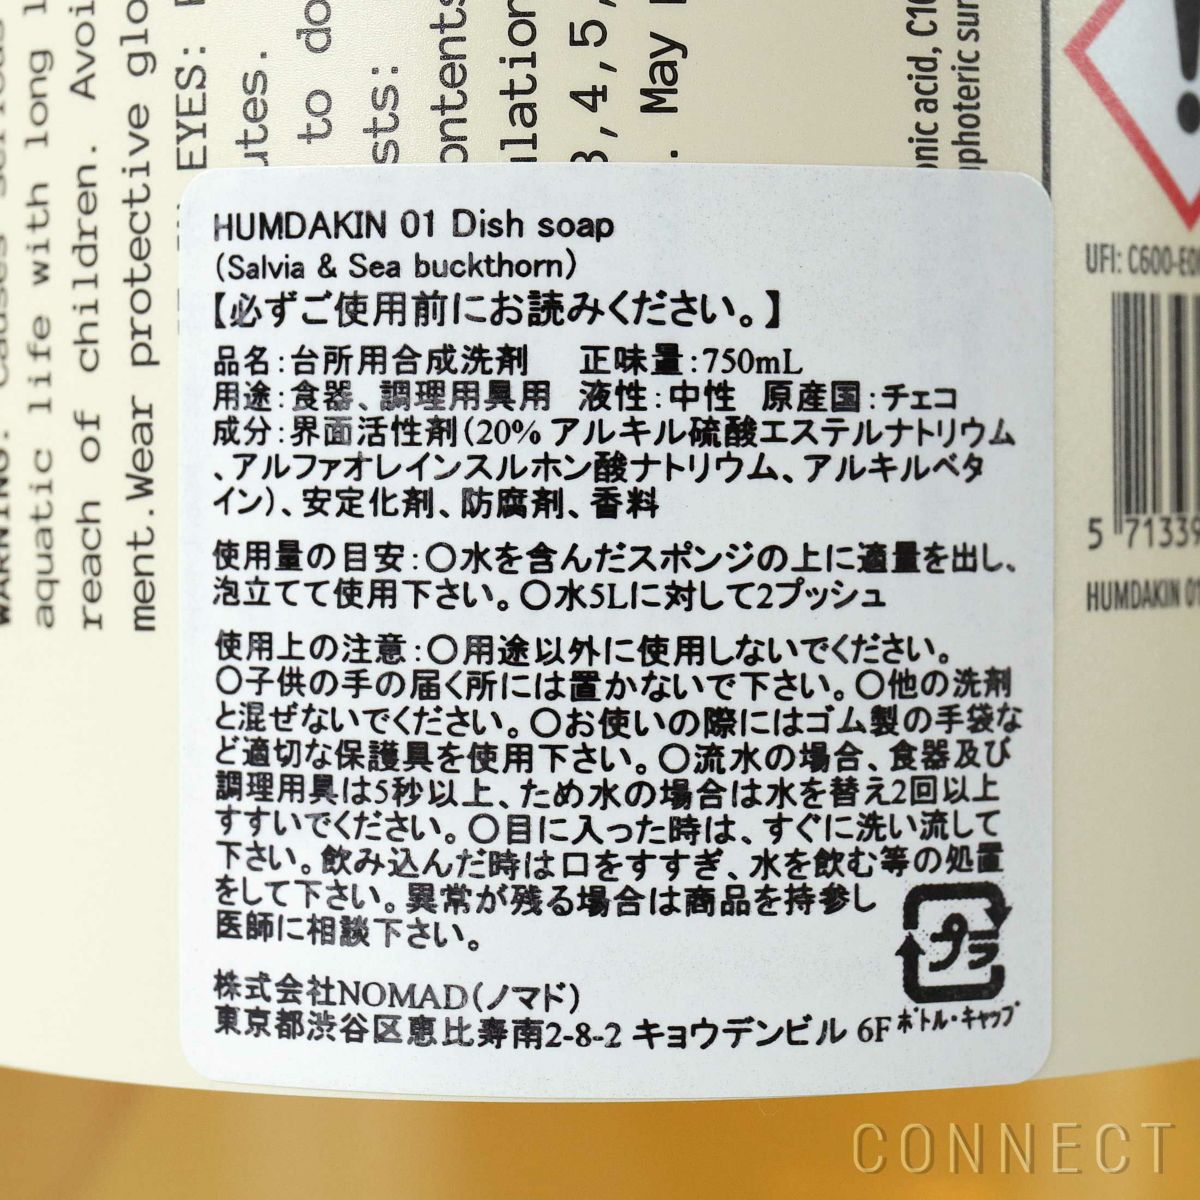 HUMDAKIN 01 Dish soap
(Salvia & Sea buckthorn)
【必ずご使用前にお読みください。】
品名:台所用合成洗剤 正味量:750mL
用途:食器、調理用具用 液性:中性 原産国:チェコ
成分:界面活性剤(20% アルキル硫酸エステルナトリウム
、アルファオレインスルホン酸ナトリウム、アルキルベタ
イン)、安定化剤、防腐剤、香料
使用量の目安:〇水を含んだスポンジの上に適量を出し、
泡立てて使用下さい。〇水5Lに対して2プッシュ
使用上の注意:〇用途以外に使用しないでください。
〇子供の手の届く所には置かないで下さい。〇他の洗剤
と混ぜないでください。〇お使いの際にはゴム製の手袋な
ど適切な保護具を使用下さい。〇流水の場合、食器及び
調理用具は5秒以上、ため水の場合は水を替え2回以上
すすいでください。〇目に入った時は、すぐに洗い流して
下さい。飲み込んだ時は口をすすぎ、水を飲む等の処置
をして下さい。異常が残る場合は商品を持参し
医師に相談下さい。
株式会社NOMAD(ノマド)
東京都渋谷区恵比寿南2-8-2 キョウデンビル 6F
プラ
ボトル・キャップ
aquatic life with long
reach of children. Avoi
ment.Wear protective glo
EYES:
to do
. May
3,4,5,
acid, C10
UFI: C600-E0
5 71339
HUMDAKIN 01
CONNECT